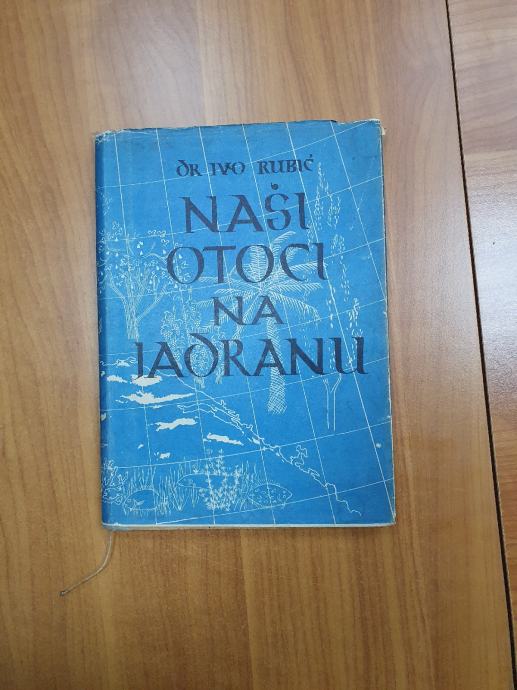 DR IVO RUBIĆ
NAŠI
OTOCI
NA
JADRANU